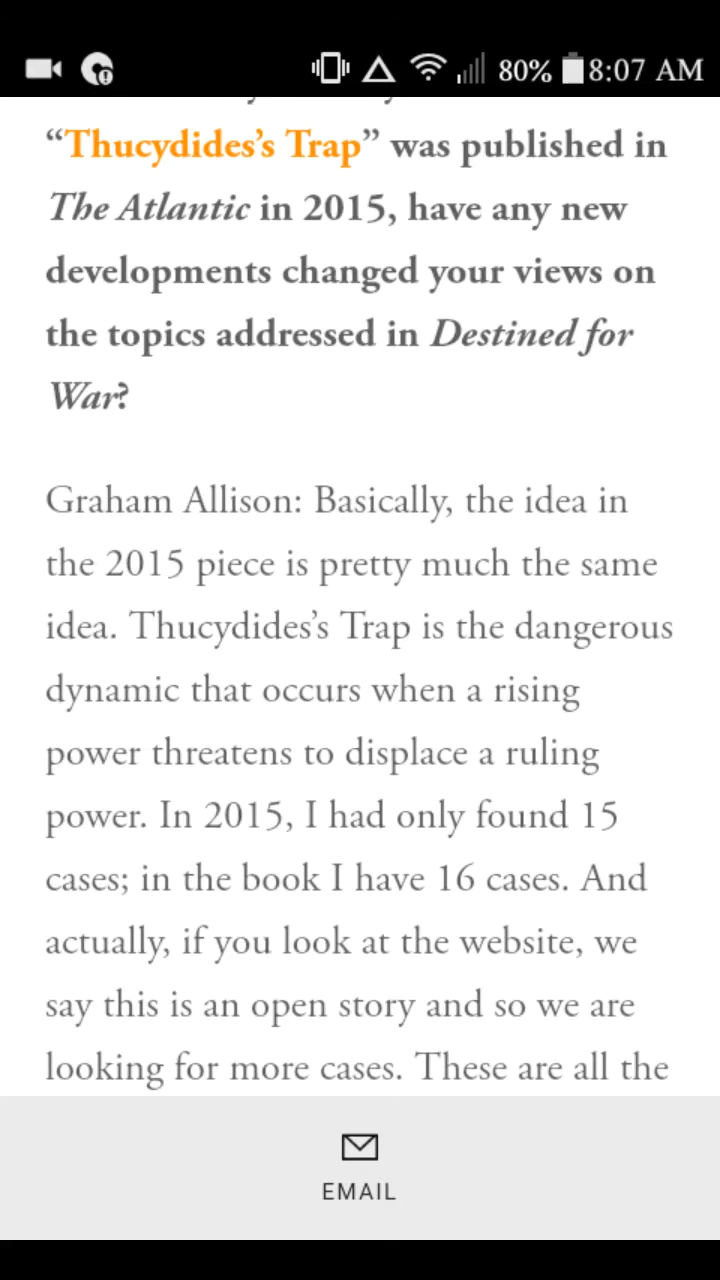 80% 8:07 AM
“Thucydides’s Trap” was published in
The Atlantic in 2015, have any new
developments changed your views on
the topics addressed in Destined for
War?
Graham Allison: Basically, the idea in
the 2015 piece is pretty much the same
idea. Thucydides’s Trap is the dangerous
dynamic that occurs when a rising
power threatens to displace a ruling
power. In 2015, I had only found 15
cases; in the book I have 16 cases. And
actually, if you look at the website, we
say this is an open story and so we are
looking for more cases. These are all the
EMAIL